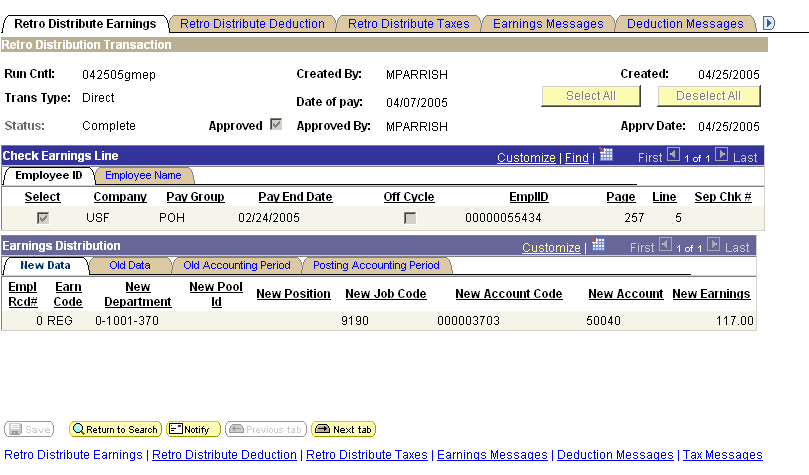 Retro Distribute Earnings Retro Distribute Deduction Retro Distribute Taxes Earnings Messages Deduction Messages
Retro Distribution Transaction
Run Cntl: 042505gmep Created By: MPARRISH Created: 04/25/2005
Trans Type: Direct Date of pay: 04/07/2005 Select All Deselect All
Status: Complete Approved Approved By: MPARRISH Apprv Date: 04/25/2005
Check Earnings Line Customize | Find | First 1 of 1 Last
Employee ID Employee Name
Select Company Pay Group Pay End Date Off Cycle EmplID Page Line Sep Chk #
USF POH 02/24/2005 00000055434 257 5
Earnings Distribution Customize | First 1 of 1 Last
New Data Old Data Old Accounting Period Posting Accounting Period
Empl Rcd# Earn Code New Department New Pool Id New Position New Job Code New Account Code New Account New Earnings
0 REG 0-1001-370 9190 000003703 50040 117.00
Save Return to Search Notify Previous tab Next tab
Retro Distribute Earnings | Retro Distribute Deduction | Retro Distribute Taxes | Earnings Messages | Deduction Messages | Tax Messages